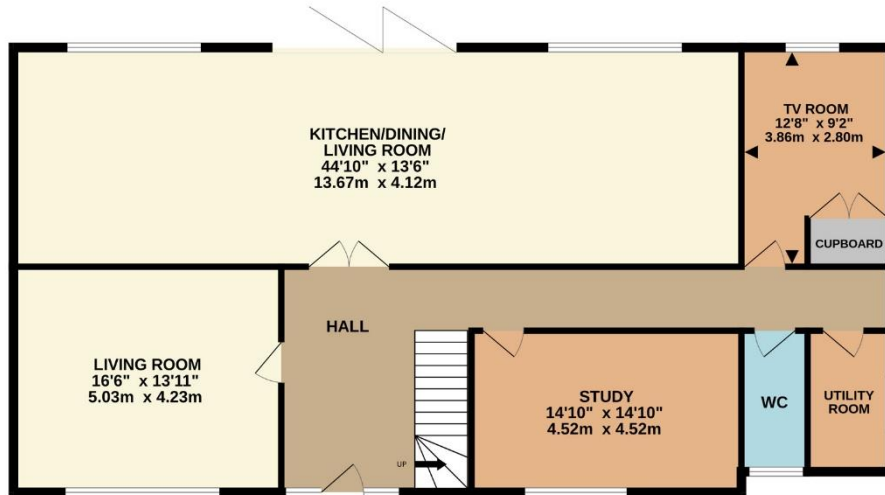 KITCHEN/DINING/
LIVING ROOM
44'10" x 13'6"
13.67m x 4.12m
TV ROOM
12'8" x 9'2"
3.86m x 2.80m
CUPBOARD
HALL
LIVING ROOM
16'6" x 13'11"
5.03m x 4.23m
UP
STUDY
14'10" x 14'10"
4.52m x 4.52m
WC
UTILITY
ROOM